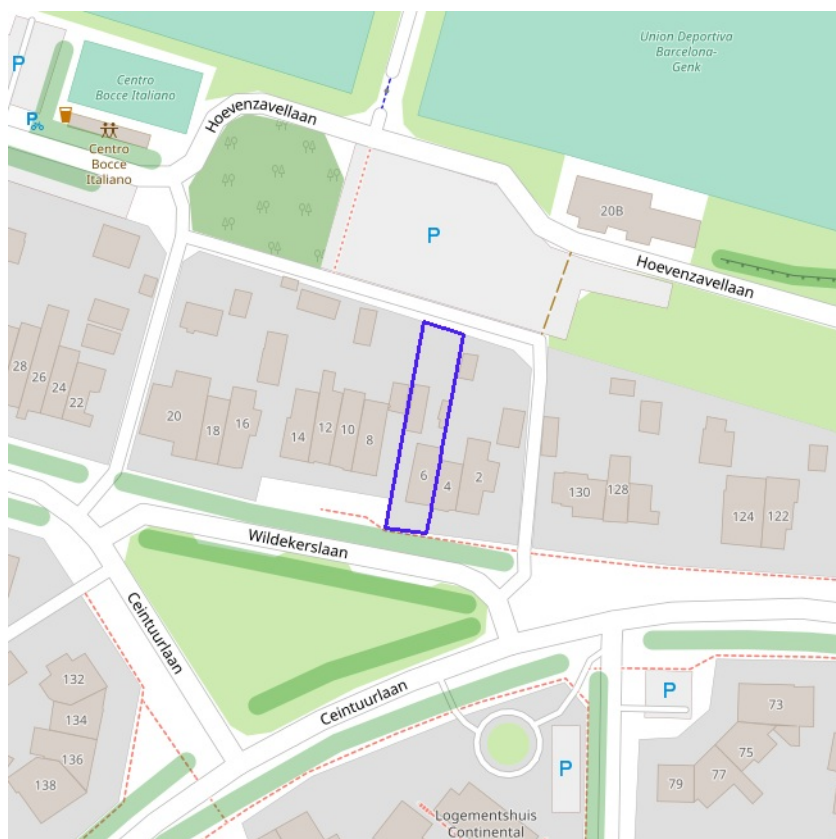 Union Deportiva
Barcelona-
Genk
P
Centro
Bocce Italiano
Hoevenzavellaan
P
Centro
Bocce
Italiano
20B
P
Hoevenzavellaan
28
26
24
22
20
18
16
14
12
10
8
6
4
2
130
128
124
122
Wildekerslaan
Ceintuurlaan
Ceintuurlaan
132
134
136
138
P
73
75
77
79
P
Logementshuis
Continental